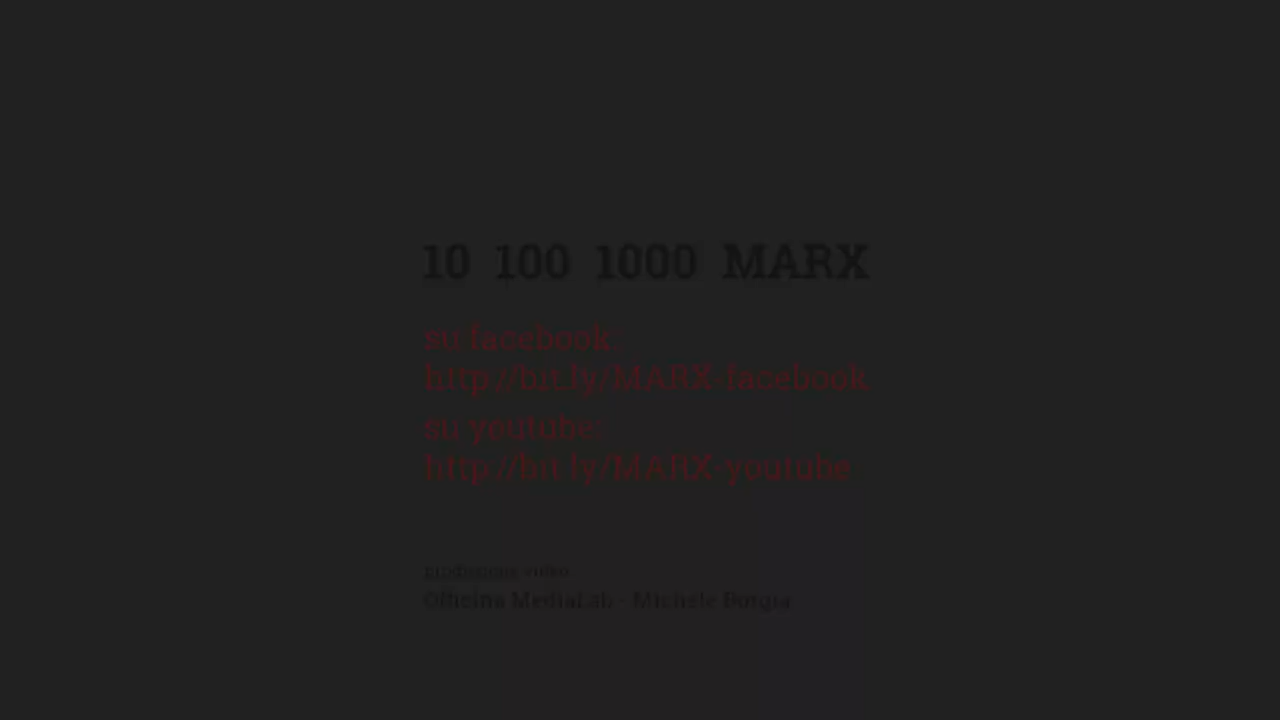 10 100 1000 MARX
su facebook:
http://bit.ly/MARX-facebook
su youtube:
http://bit.ly/MARX-youtube
produzione video
Officina MediaLab - Michele Borgia